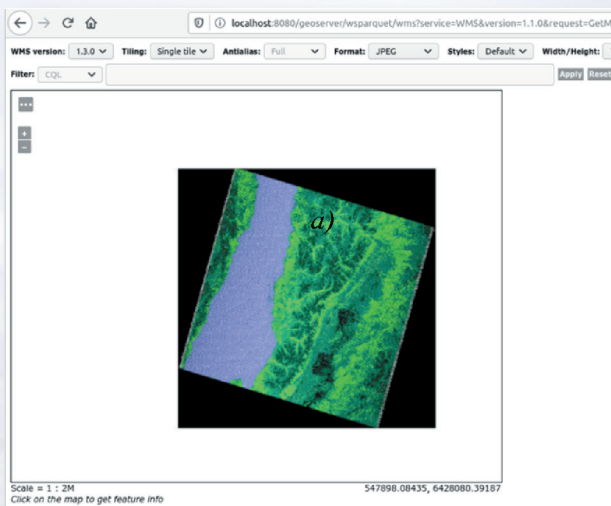 localhost:8080/geoserver/wsparquet/wms?service=WMS&version=1.1.0&request=GetM
WMS version: 1.3.0 Tiling: Single tile Antialias: Full Format: JPEG Styles: Default Width/Height:
Filter: CQL Apply Reset
...
+
−
a)
Scale = 1 : 2M 547898.08435, 6428080.39187
Click on the map to get feature info